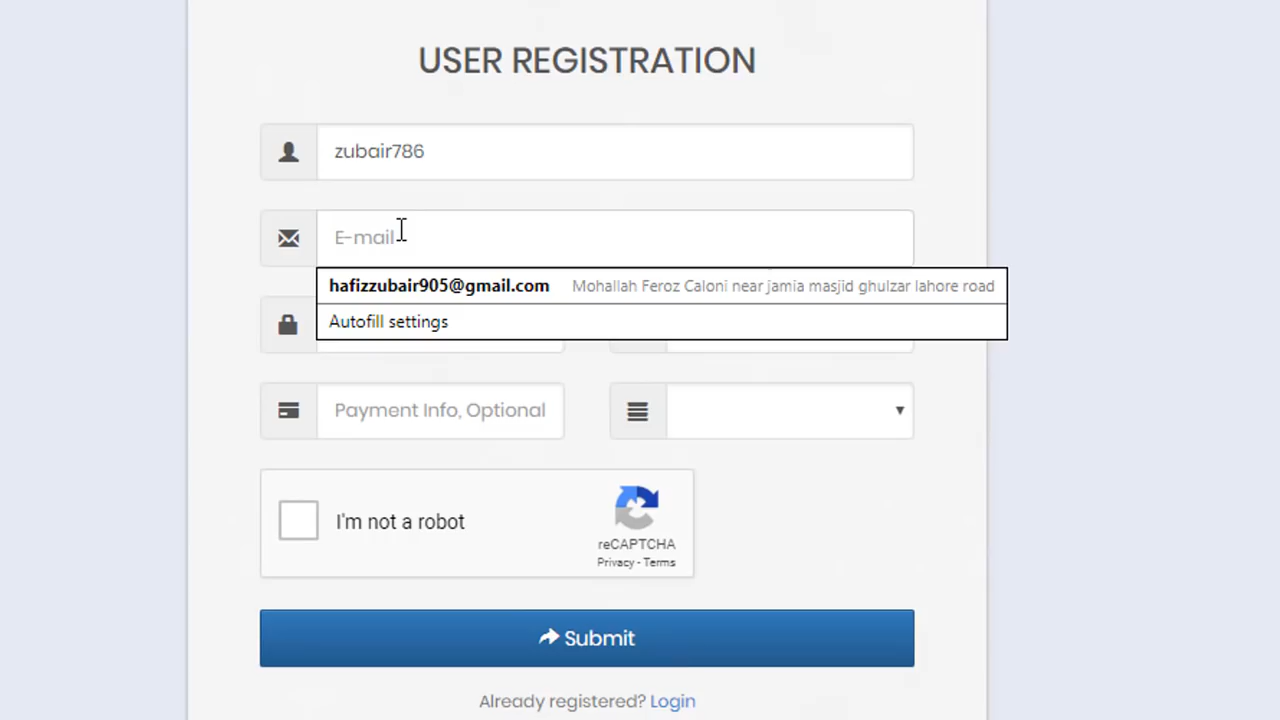 USER REGISTRATION
zubair786
E-mail
hafizzubair905@gmail.com Mohallah Feroz Caloni near jamia masjid ghulzar lahore road
Autofill settings
Payment Info, Optional
I'm not a robot
reCAPTCHA
Privacy - Terms
Submit
Already registered? Login